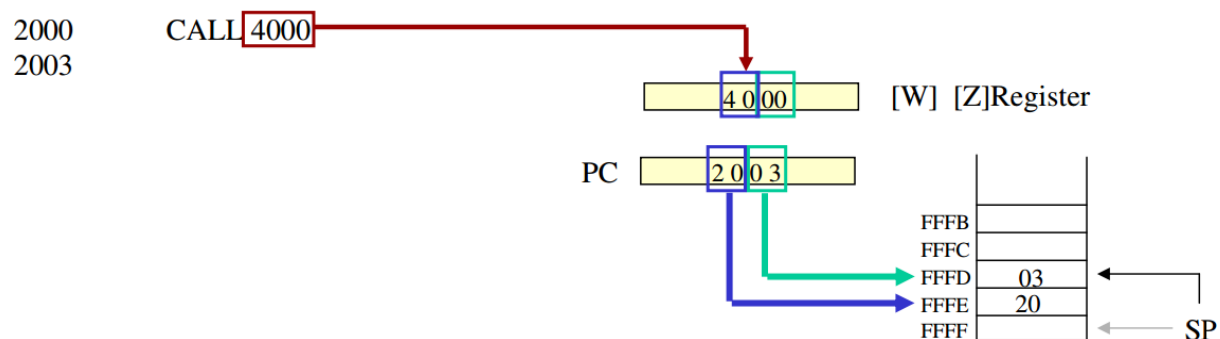 2000 CALL 4000
2003
4 0 00 [W] [Z]Register
PC 2 0 0 3
FFFB
FFFC
FFFD 03
FFFE 20
FFFF SP